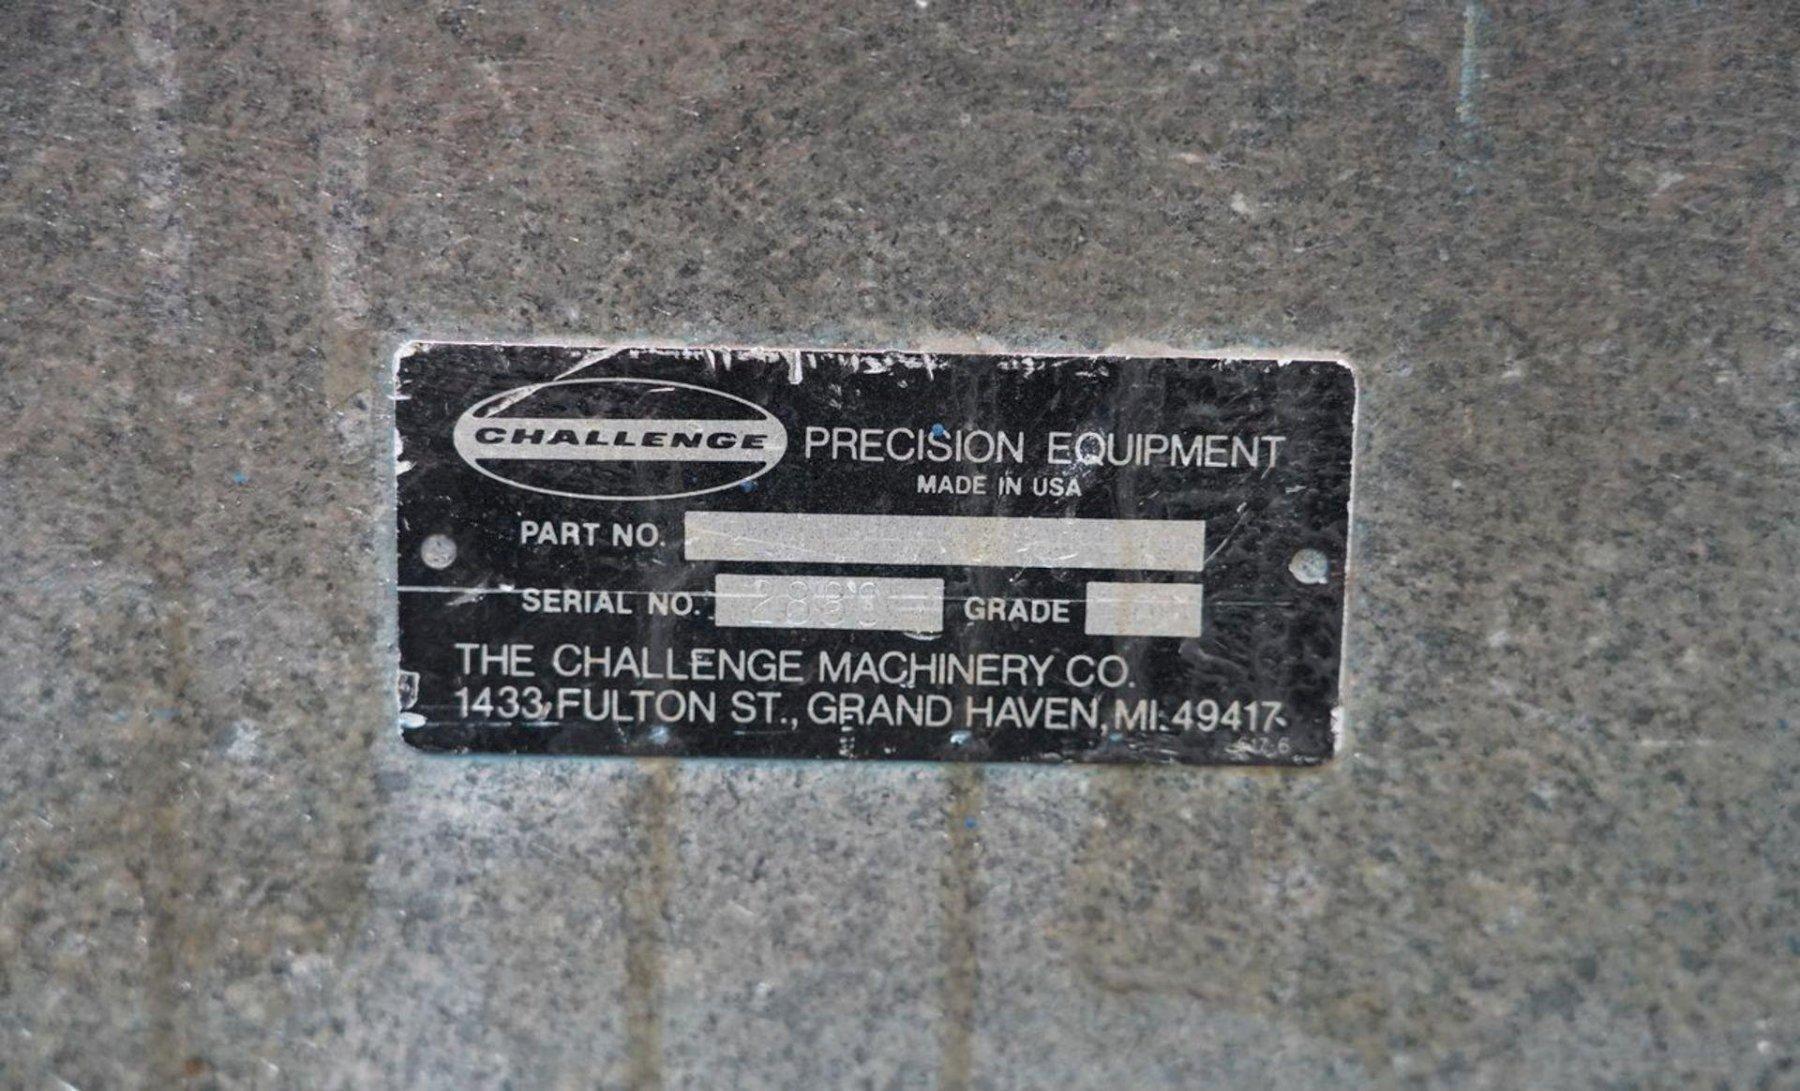 CHALLENGE PRECISION EQUIPMENT
MADE IN USA
PART NO.
SERIAL NO. GRADE
THE CHALLENGE MACHINERY CO.
1433 FULTON ST., GRAND HAVEN, MI. 49417